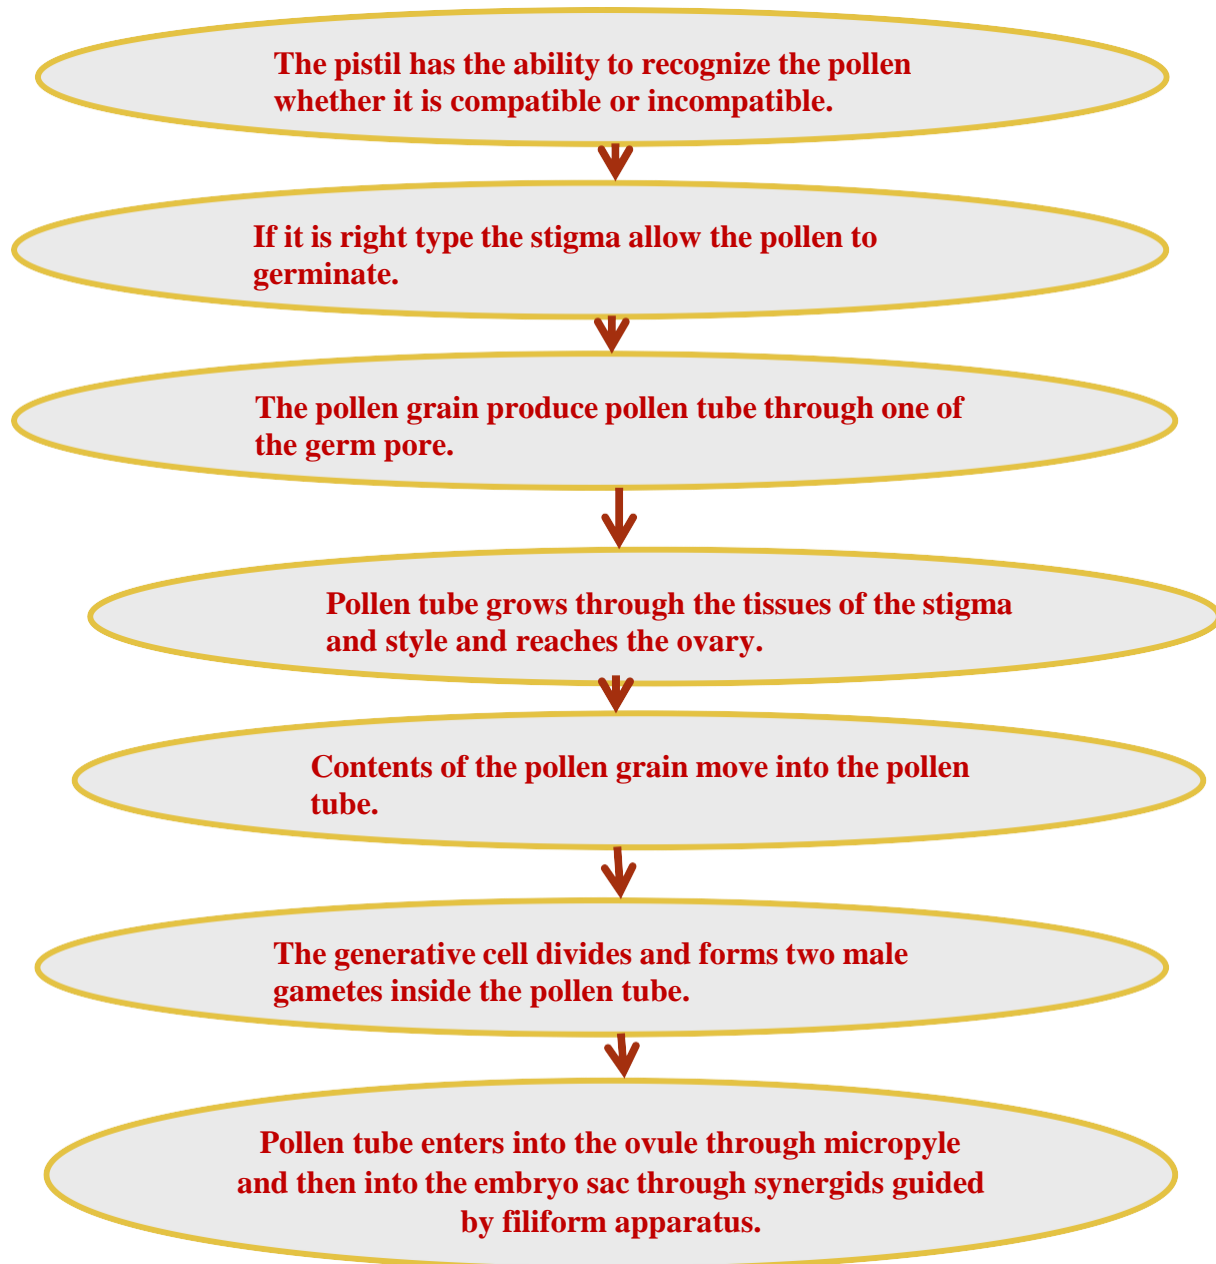 The pistil has the ability to recognize the pollen
whether it is compatible or incompatible.
If it is right type the stigma allow the pollen to
germinate.
The pollen grain produce pollen tube through one of
the germ pore.
Pollen tube grows through the tissues of the stigma
and style and reaches the ovary.
Contents of the pollen grain move into the pollen
tube.
The generative cell divides and forms two male
gametes inside the pollen tube.
Pollen tube enters into the ovule through micropyle
and then into the embryo sac through synergids guided
by filiform apparatus.